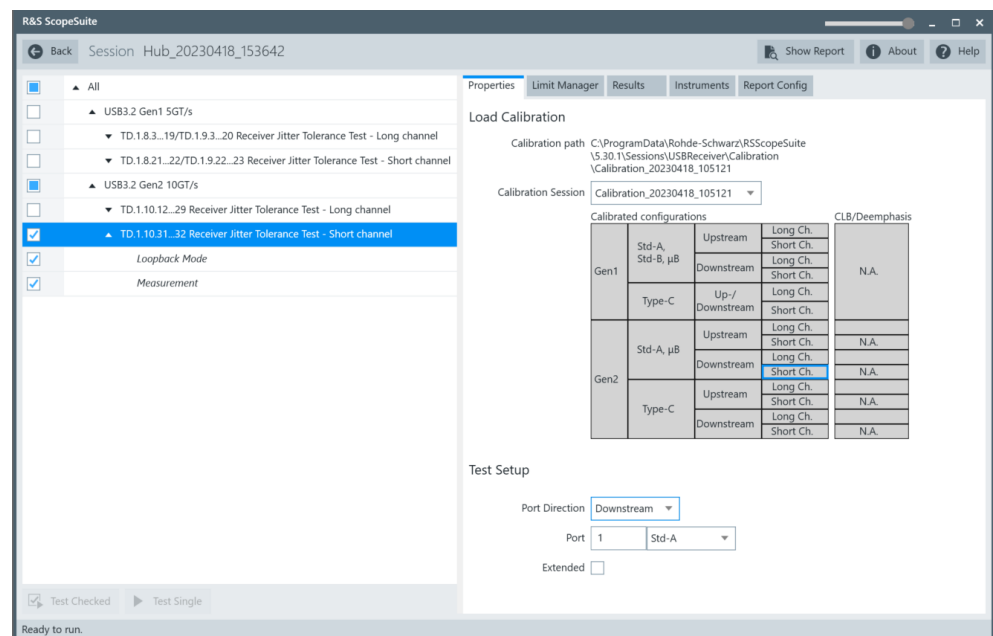 R&S ScopeSuite
Back Session Hub_20230418_153642 Show Report About Help
All
USB3.2 Gen1 5GT/s
TD.1.8.3...19/TD.1.9.3...20 Receiver Jitter Tolerance Test - Long channel
TD.1.8.21...22/TD.1.9.22...23 Receiver Jitter Tolerance Test - Short channel
USB3.2 Gen2 10GT/s
TD.1.10.12...29 Receiver Jitter Tolerance Test - Long channel
TD.1.10.31...32 Receiver Jitter Tolerance Test - Short channel
Loopback Mode
Measurement
Test Checked Test Single
Ready to run.
Properties Limit Manager Results Instruments Report Config
Load Calibration
Calibration path C:\ProgramData\Rohde-Schwarz\RSScopeSuite
\5.30.1\Sessions\USBReceiver\Calibration
\Calibration_20230418_105121
Calibration Session Calibration_20230418_105121
Calibrated configurations CLB/Deemphasis
Gen1
Std-A,
Std-B, µB
Upstream
Long Ch.
Short Ch.
Downstream
Long Ch.
Short Ch.
Type-C
Up-/
Downstream
Long Ch.
Short Ch.
N.A.
Gen2
Std-A, µB
Upstream
Long Ch.
Short Ch. N.A.
Downstream
Long Ch.
Short Ch. N.A.
Type-C
Upstream
Long Ch.
Short Ch. N.A.
Downstream
Long Ch.
Short Ch. N.A.
Test Setup
Port Direction Downstream
Port 1 Std-A
Extended